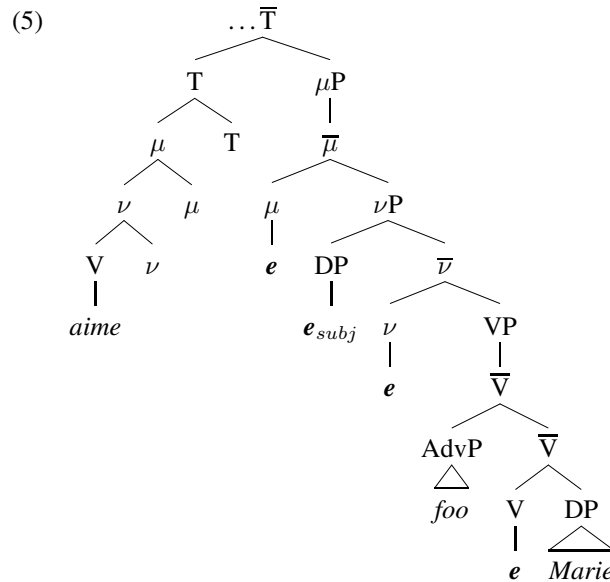 (5) … T̅
T μP
μ T μ̅
ν μ μ νP
V ν e DP ν̅
aime e_subj ν VP
e V̅
AdvP V̅
foo V DP
e Marie